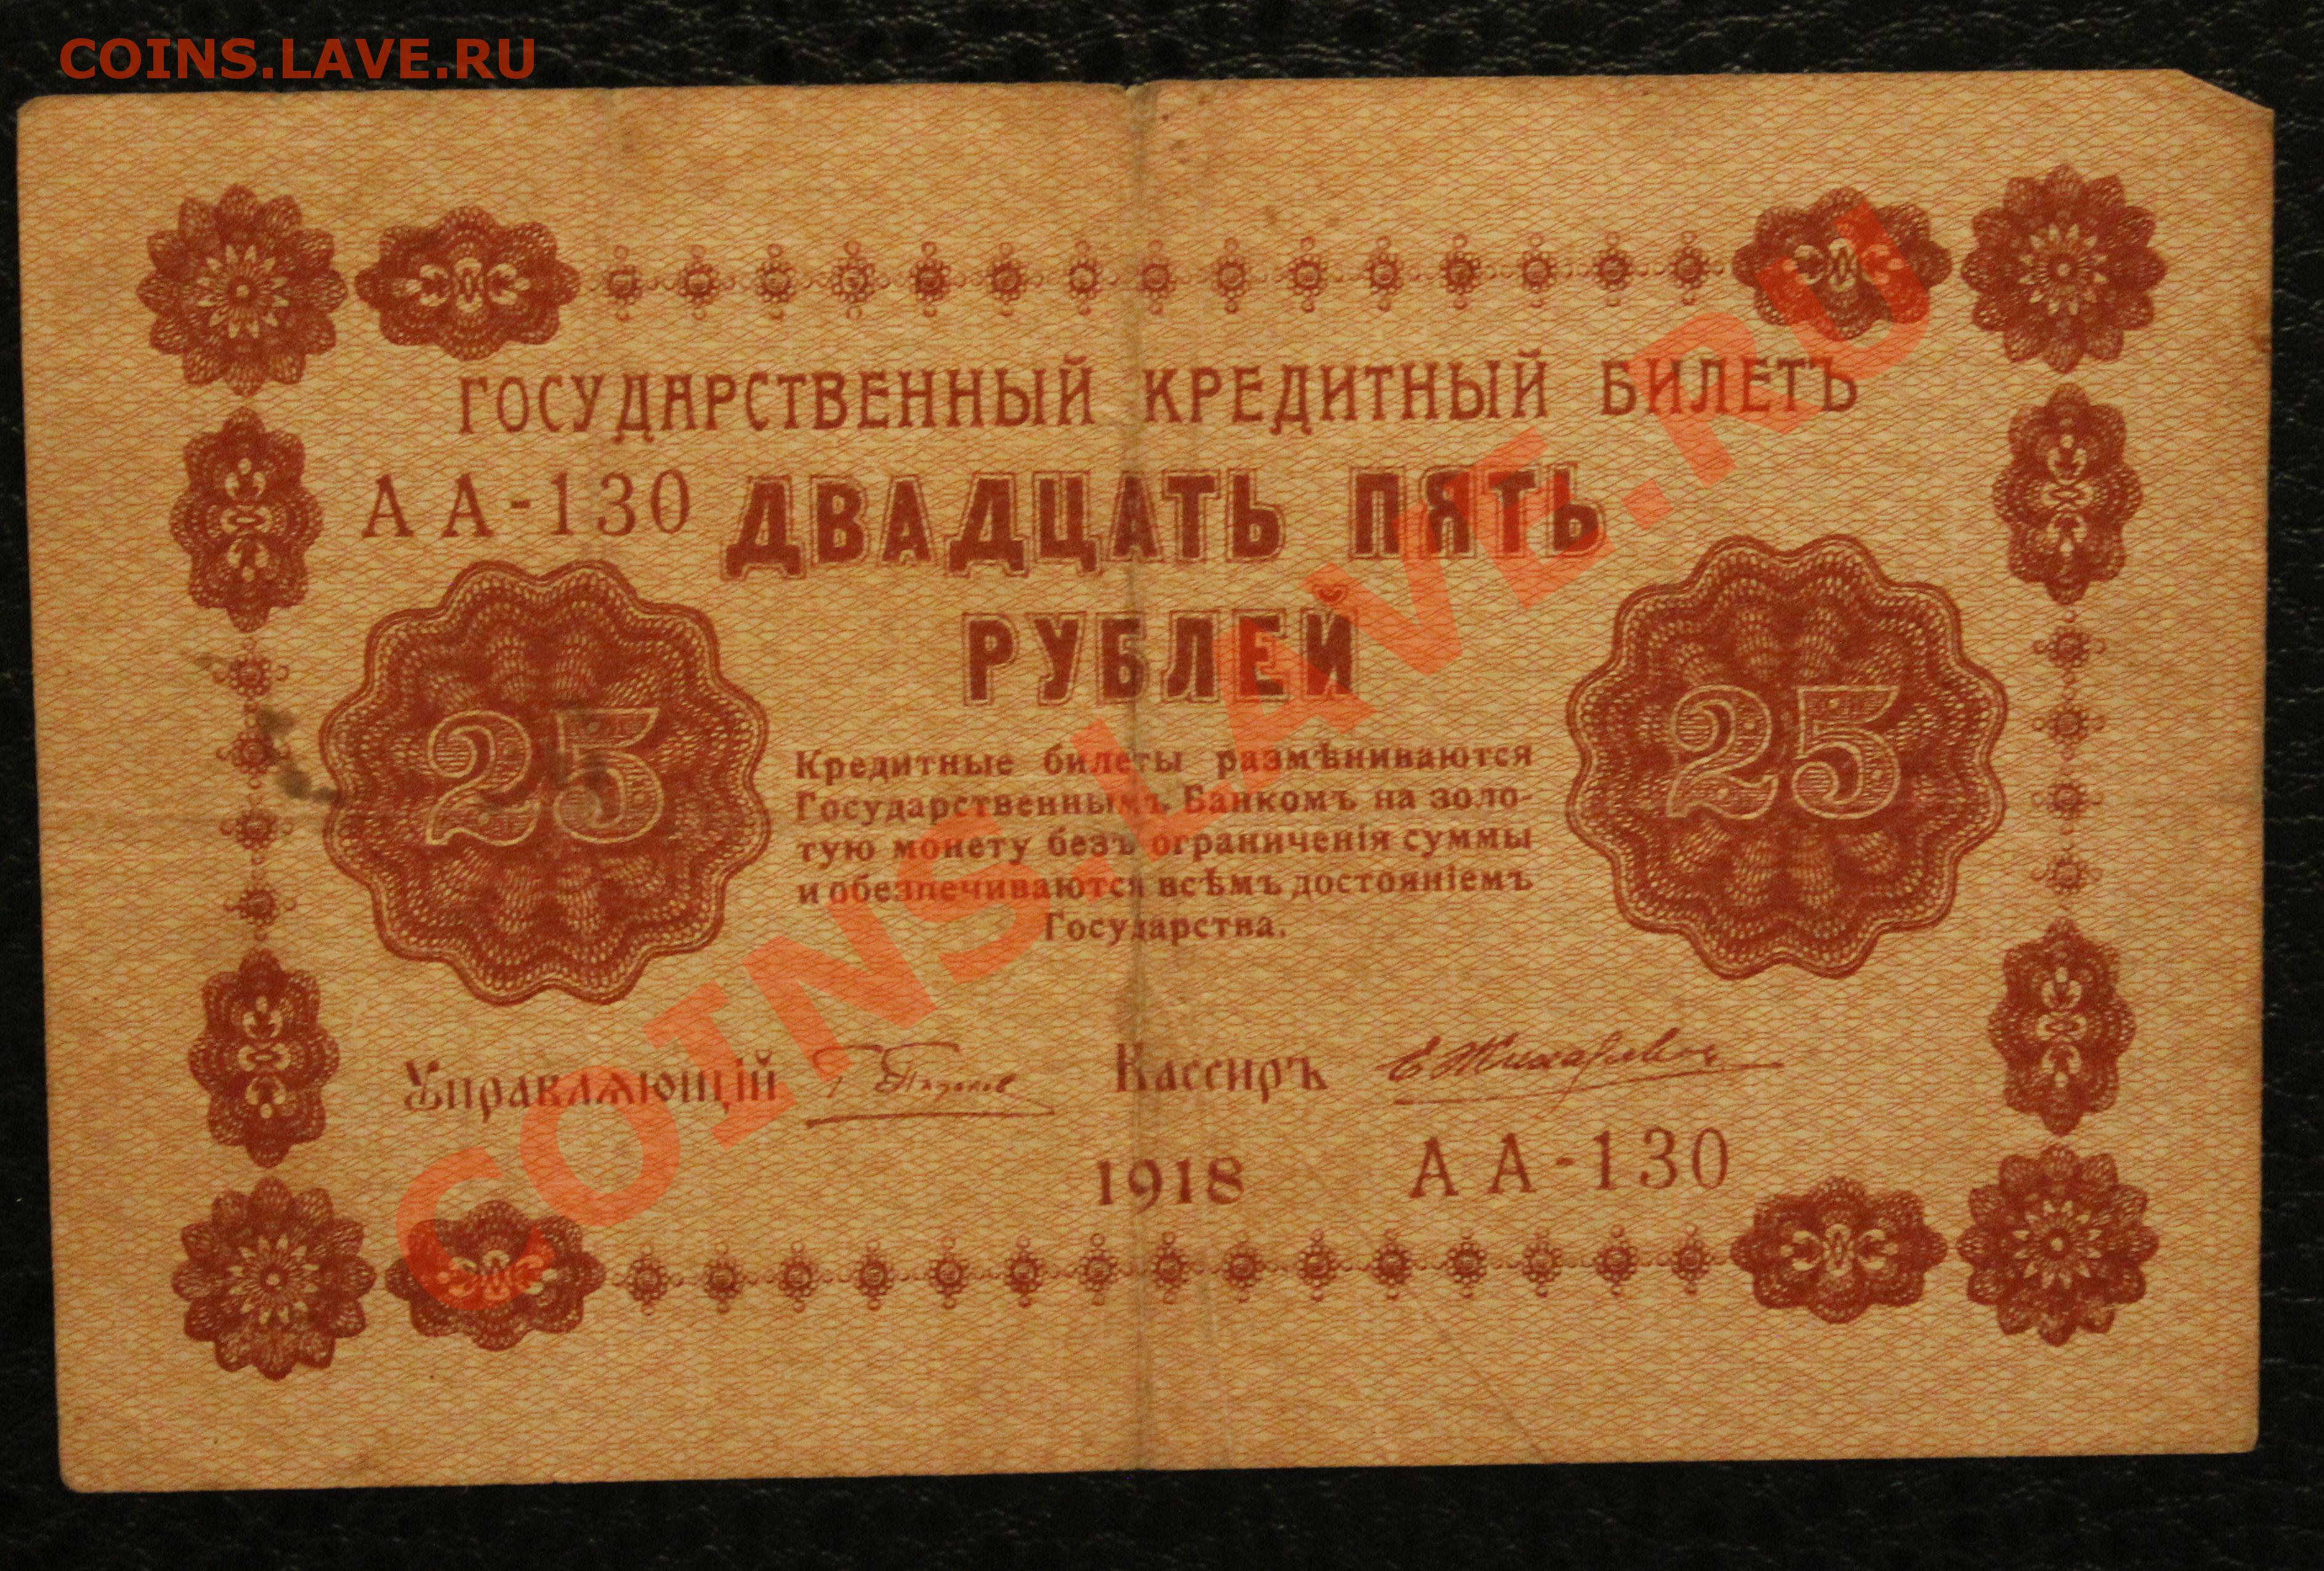 COINS.LAVE.RU
ГОСУДАРСТВЕННЫЙ КРЕДИТНЫЙ БИЛЕТЪ
АА-130 ДВАДЦАТЬ ПЯТЬ
РУБЛЕЙ
25
25
Кредитные билеты размѣниваются
Государственнымъ Банкомъ на золо-
тую монету безъ ограниченія суммы
и обезпечиваются всѣмъ достояніемъ
Государства.
Управляющій Кассиръ
1918 АА-130
COINS.LAVE.RU